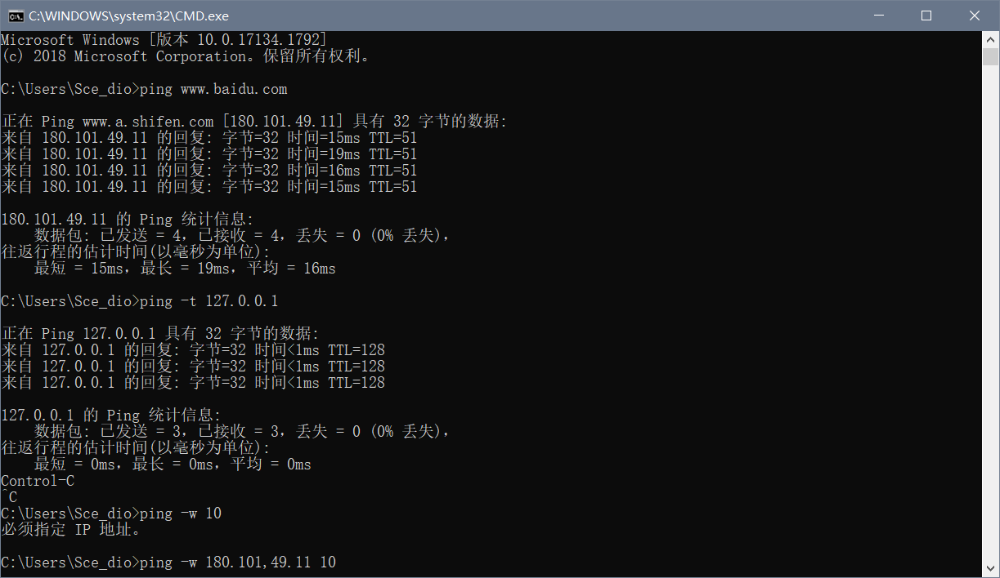 C:\WINDOWS\system32\CMD.exe
Microsoft Windows [版本 10.0.17134.1792]
(c) 2018 Microsoft Corporation。保留所有权利。
C:\Users\Sce_dio>ping www.baidu.com
正在 Ping www.a.shifen.com [180.101.49.11] 具有 32 字节的数据:
来自 180.101.49.11 的回复: 字节=32 时间=15ms TTL=51
来自 180.101.49.11 的回复: 字节=32 时间=19ms TTL=51
来自 180.101.49.11 的回复: 字节=32 时间=16ms TTL=51
来自 180.101.49.11 的回复: 字节=32 时间=15ms TTL=51
180.101.49.11 的 Ping 统计信息:
    数据包: 已发送 = 4，已接收 = 4，丢失 = 0 (0% 丢失)，
往返行程的估计时间(以毫秒为单位):
    最短 = 15ms，最长 = 19ms，平均 = 16ms
C:\Users\Sce_dio>ping -t 127.0.0.1
正在 Ping 127.0.0.1 具有 32 字节的数据:
来自 127.0.0.1 的回复: 字节=32 时间<1ms TTL=128
来自 127.0.0.1 的回复: 字节=32 时间<1ms TTL=128
来自 127.0.0.1 的回复: 字节=32 时间<1ms TTL=128
127.0.0.1 的 Ping 统计信息:
    数据包: 已发送 = 3，已接收 = 3，丢失 = 0 (0% 丢失)，
往返行程的估计时间(以毫秒为单位):
    最短 = 0ms，最长 = 0ms，平均 = 0ms
Control-C
^C
C:\Users\Sce_dio>ping -w 10
必须指定 IP 地址。
C:\Users\Sce_dio>ping -w 180.101,49.11 10